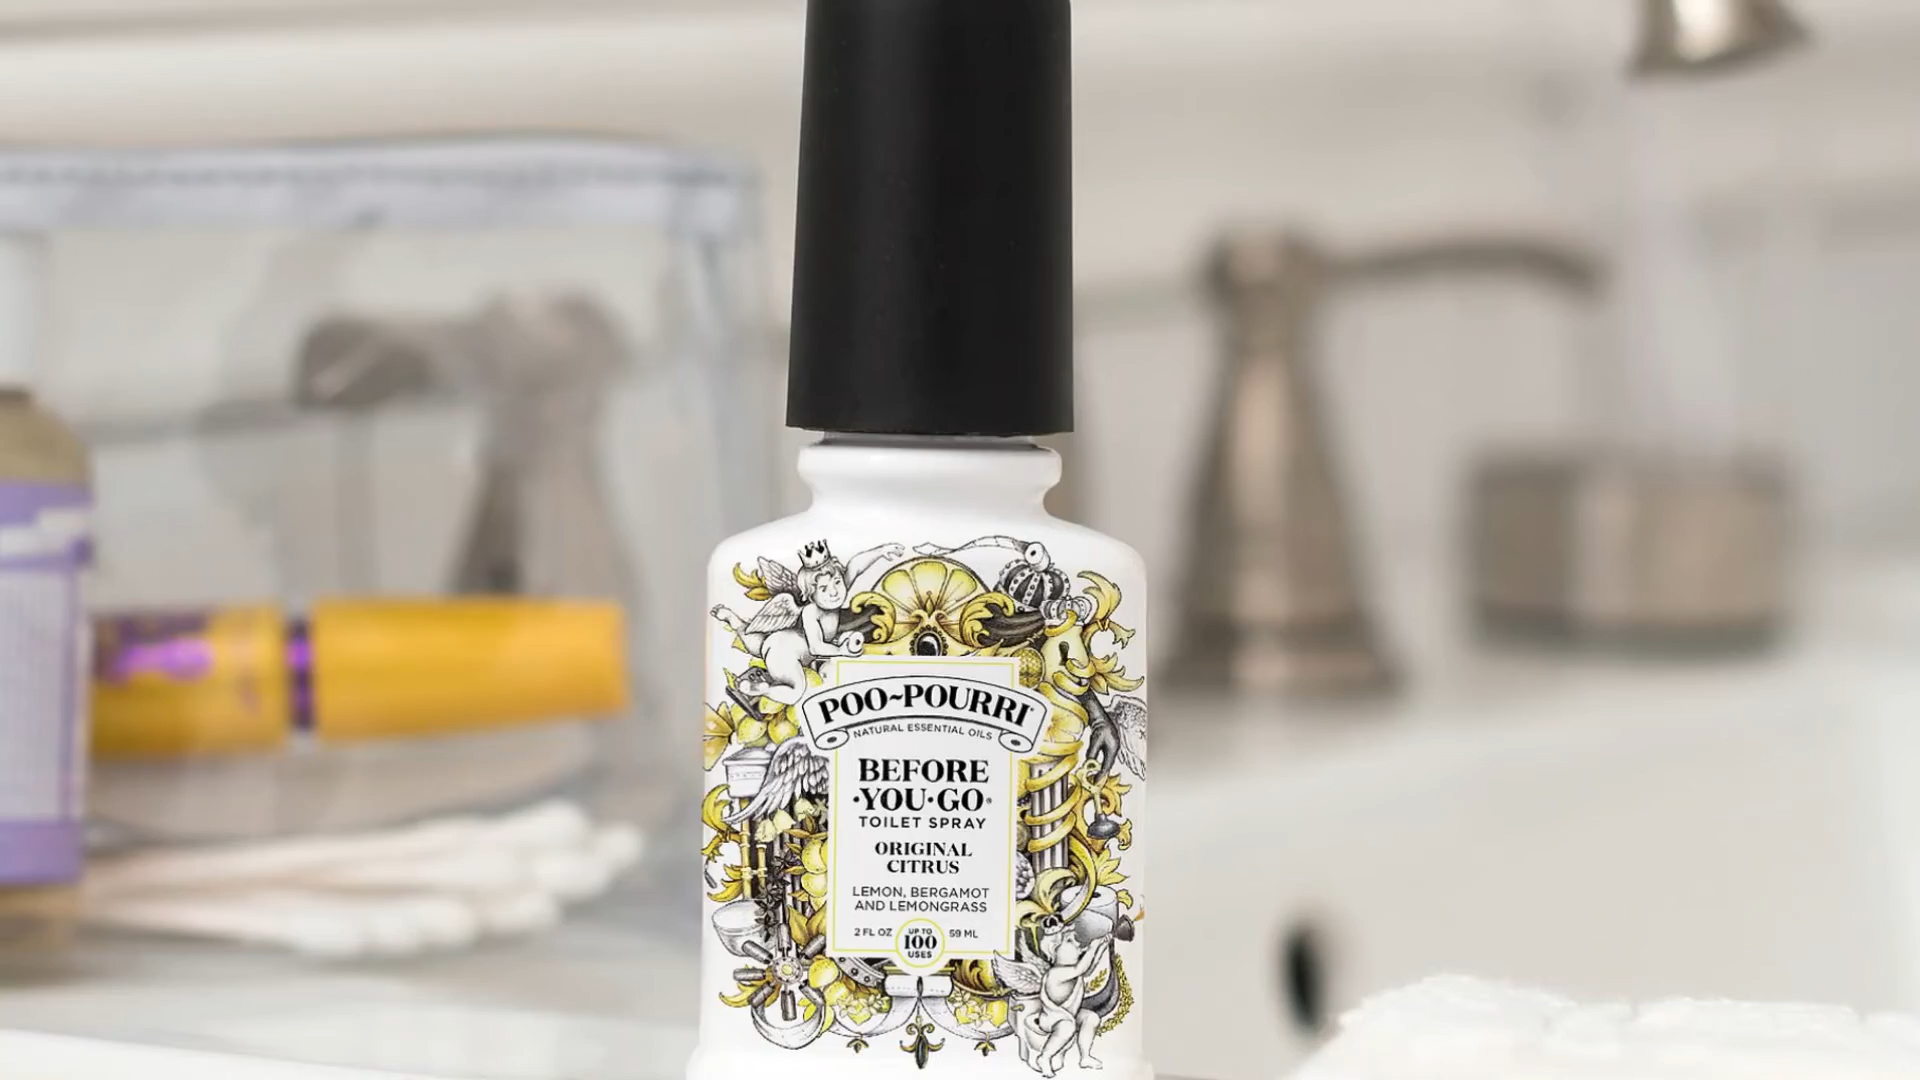 POO~POURRI
NATURAL ESSENTIAL OILS
BEFORE
·YOU·GO®
TOILET SPRAY
ORIGINAL
CITRUS
LEMON, BERGAMOT
AND LEMONGRASS
2 FL OZ
UP TO
100
USES
59 ML